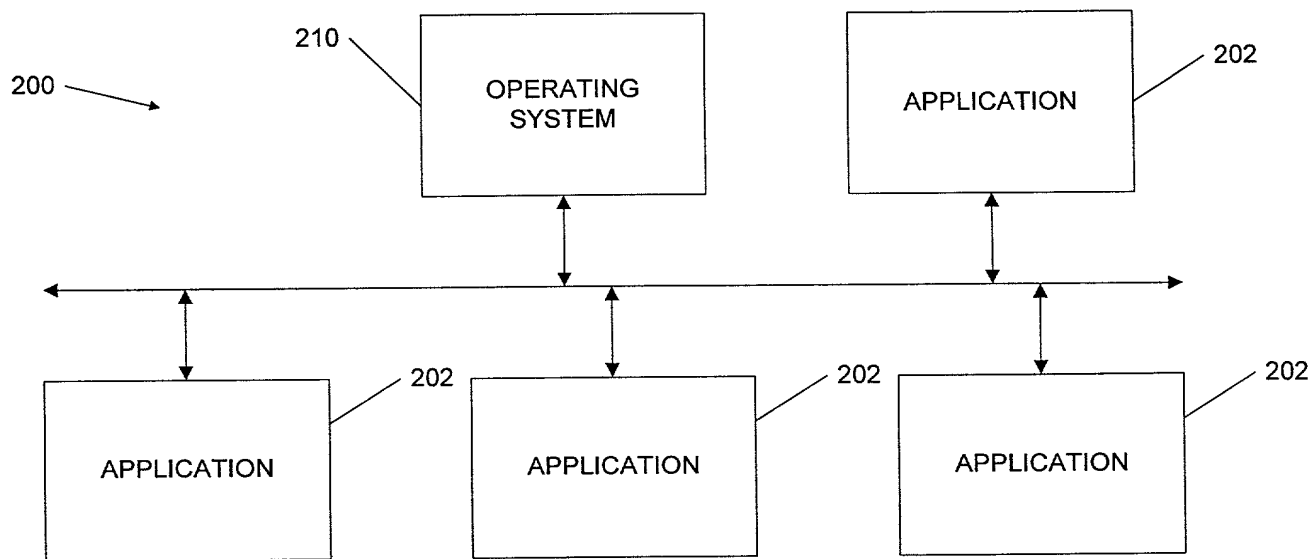 210
200
OPERATING
SYSTEM
APPLICATION
202
APPLICATION
202
APPLICATION
202
APPLICATION
202